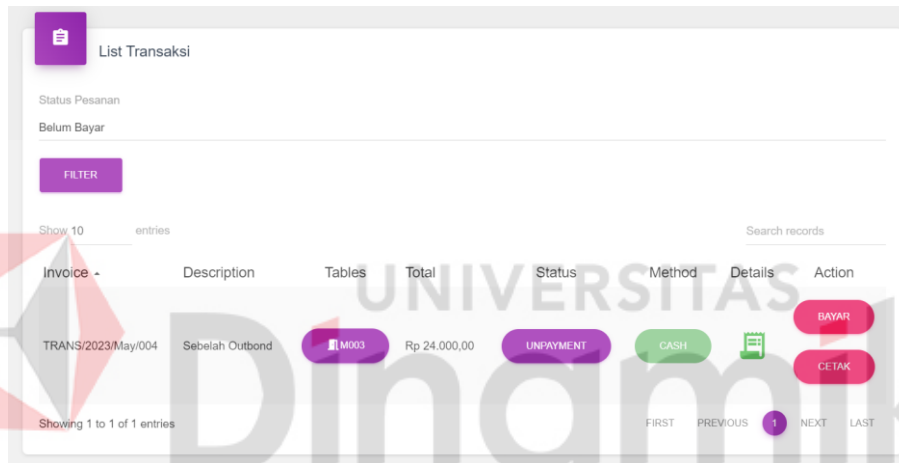 List Transaksi
Status Pesanan
Belum Bayar
FILTER
Show 10 entries
Search records
Invoice Description Tables Total Status Method Details Action
TRANS/2023/May/004 Sebelah Outbond M003 Rp 24.000,00 UNPAYMENT CASH BAYAR
CETAK
Showing 1 to 1 of 1 entries
FIRST PREVIOUS 1 NEXT LAST
UNIVERSITAS
Dinamik